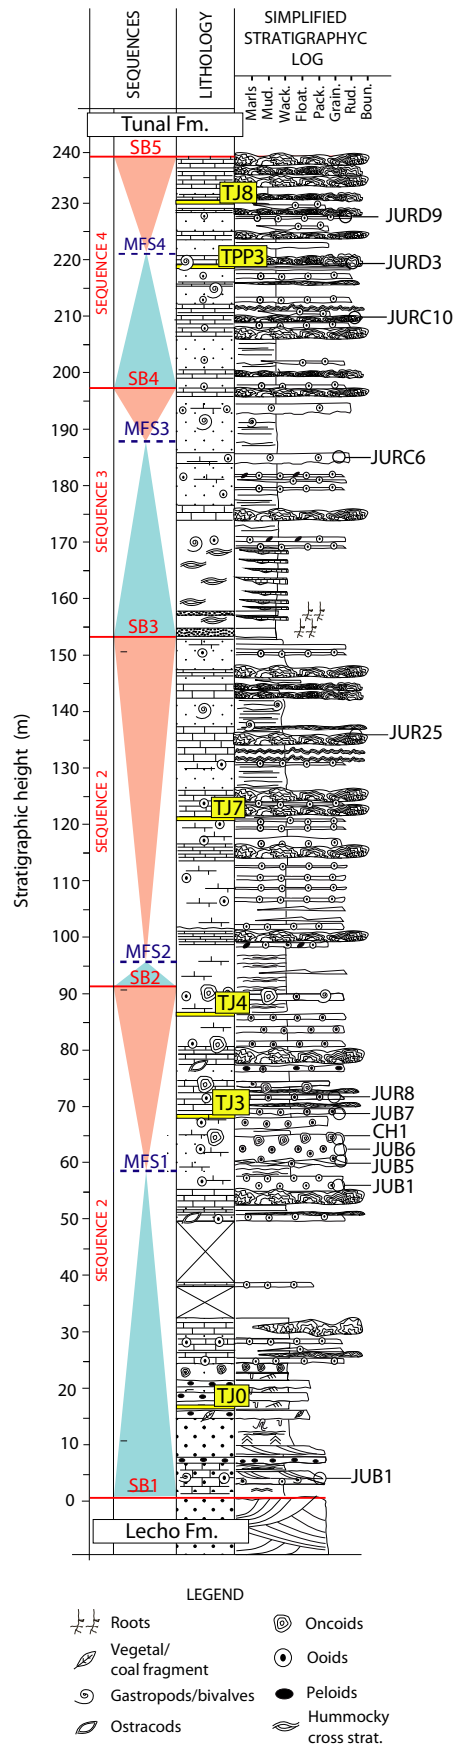 SEQUENCES
LITHOLOGY
SIMPLIFIED
STRATIGRAPHYC
LOG
Marls
Mud.
Wack.
Float.
Pack.
Grain.
Rud.
Boun.
Tunal Fm.
240
SB5
TJ8
230
JURD9
SEQUENCE 4
MFS4
TPP3
220
JURD3
210
JURC10
200
SB4
190
MFS3
JURC6
180
SEQUENCE 3
170
160
SB3
150
140
JUR25
130
Stratigraphic height (m)
SEQUENCE 2
TJ7
120
110
100
MFS2
SB2
90
TJ4
80
TJ3
JUR8
70
JUB7
CH1
JUB6
60
MFS1
JUB5
JUB1
50
SEQUENCE 2
40
30
20
TJ0
10
SB1
JUB1
0
Lecho Fm.
LEGEND
Roots
Oncoids
Vegetal/
coal fragment
Ooids
Gastropods/bivalves
Peloids
Ostracods
Hummocky
cross strat.